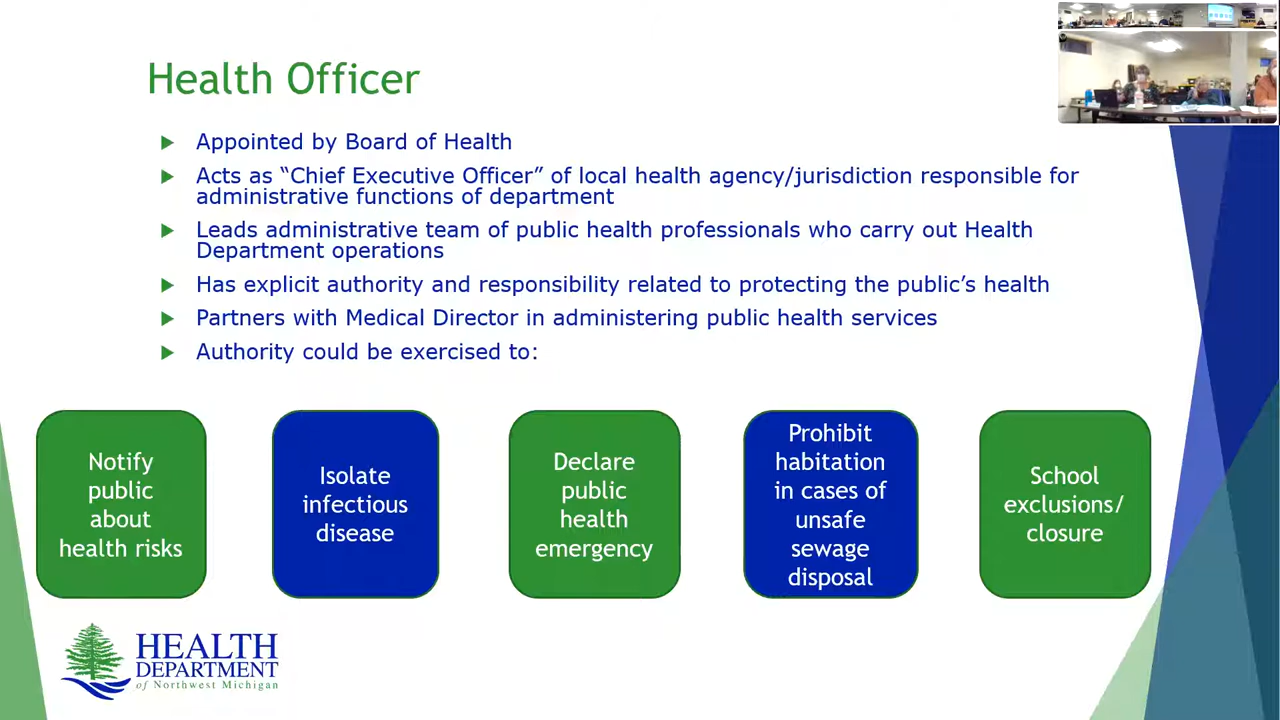 Health Officer
Appointed by Board of Health
Acts as “Chief Executive Officer” of local health agency/jurisdiction responsible for
administrative functions of department
Leads administrative team of public health professionals who carry out Health
Department operations
Has explicit authority and responsibility related to protecting the public’s health
Partners with Medical Director in administering public health services
Authority could be exercised to:
Notify
public
about
health risks
Isolate
infectious
disease
Declare
public
health
emergency
Prohibit
habitation
in cases of
unsafe
sewage
disposal
School
exclusions/
closure
HEALTH
DEPARTMENT
of Northwest Michigan